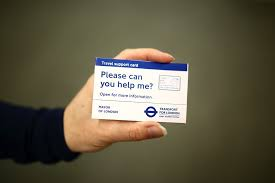 Travel support card
Please can
you help me?
Open for more information
MAYOR
OF LONDON
TRANSPORT
FOR LONDON